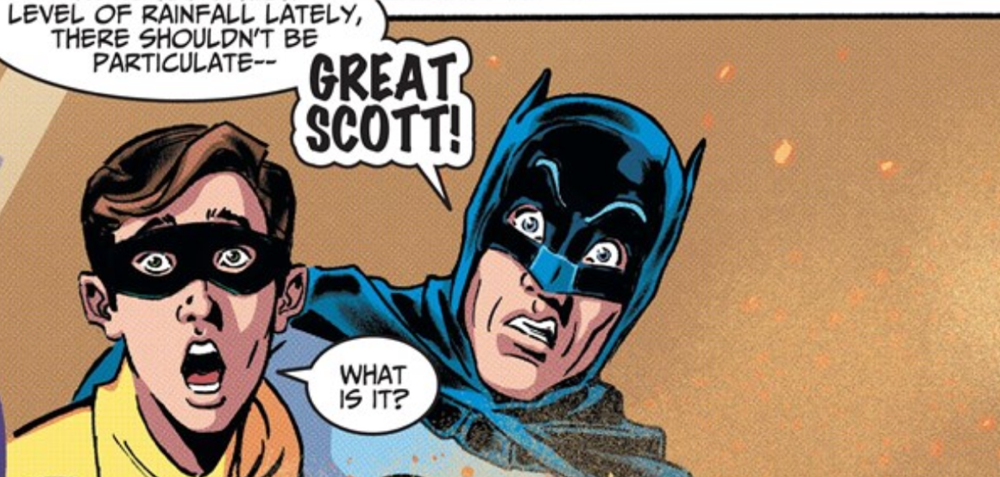 LEVEL OF RAINFALL LATELY,
THERE SHOULDN'T BE
PARTICULATE--
GREAT
SCOTT!
WHAT
IS IT?